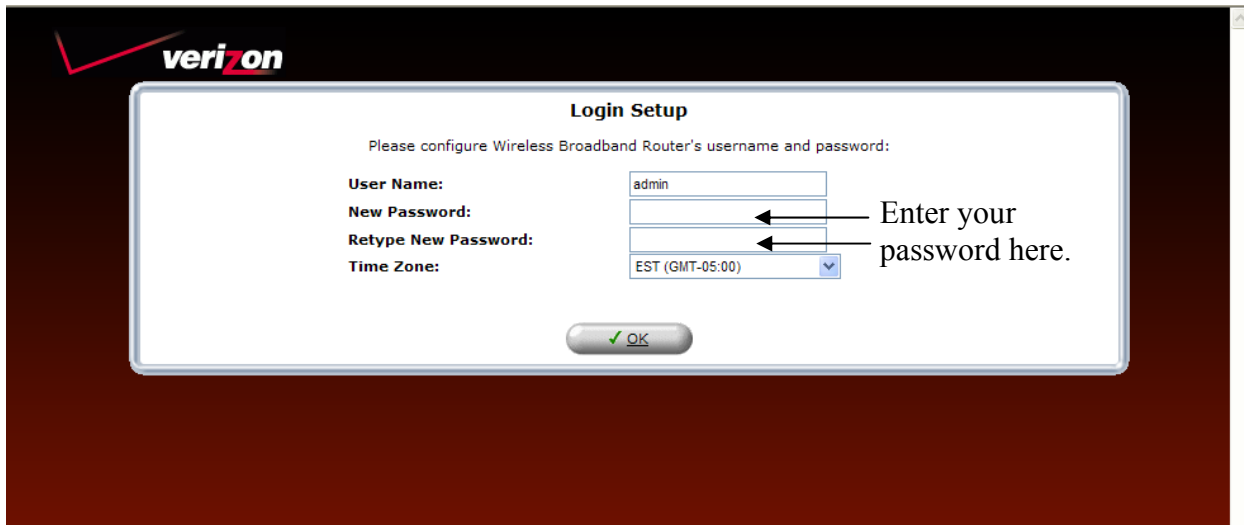 verizon
Login Setup
Please configure Wireless Broadband Router's username and password:
User Name: admin
New Password:
Retype New Password:
Enter your
password here.
Time Zone: EST (GMT-05:00)
✓ OK